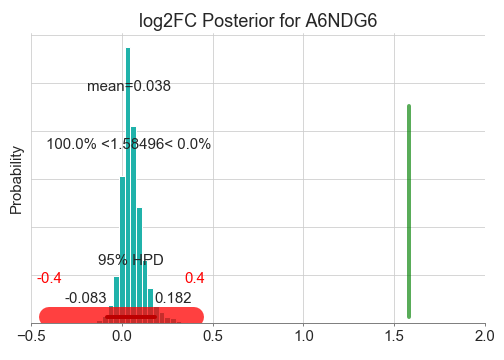 log2FC Posterior for A6NDG6
Probability
mean=0.038
100.0% <1.58496< 0.0%
95% HPD
-0.4 0.4
-0.083 0.182
−0.5 0.0 0.5 1.0 1.5 2.0